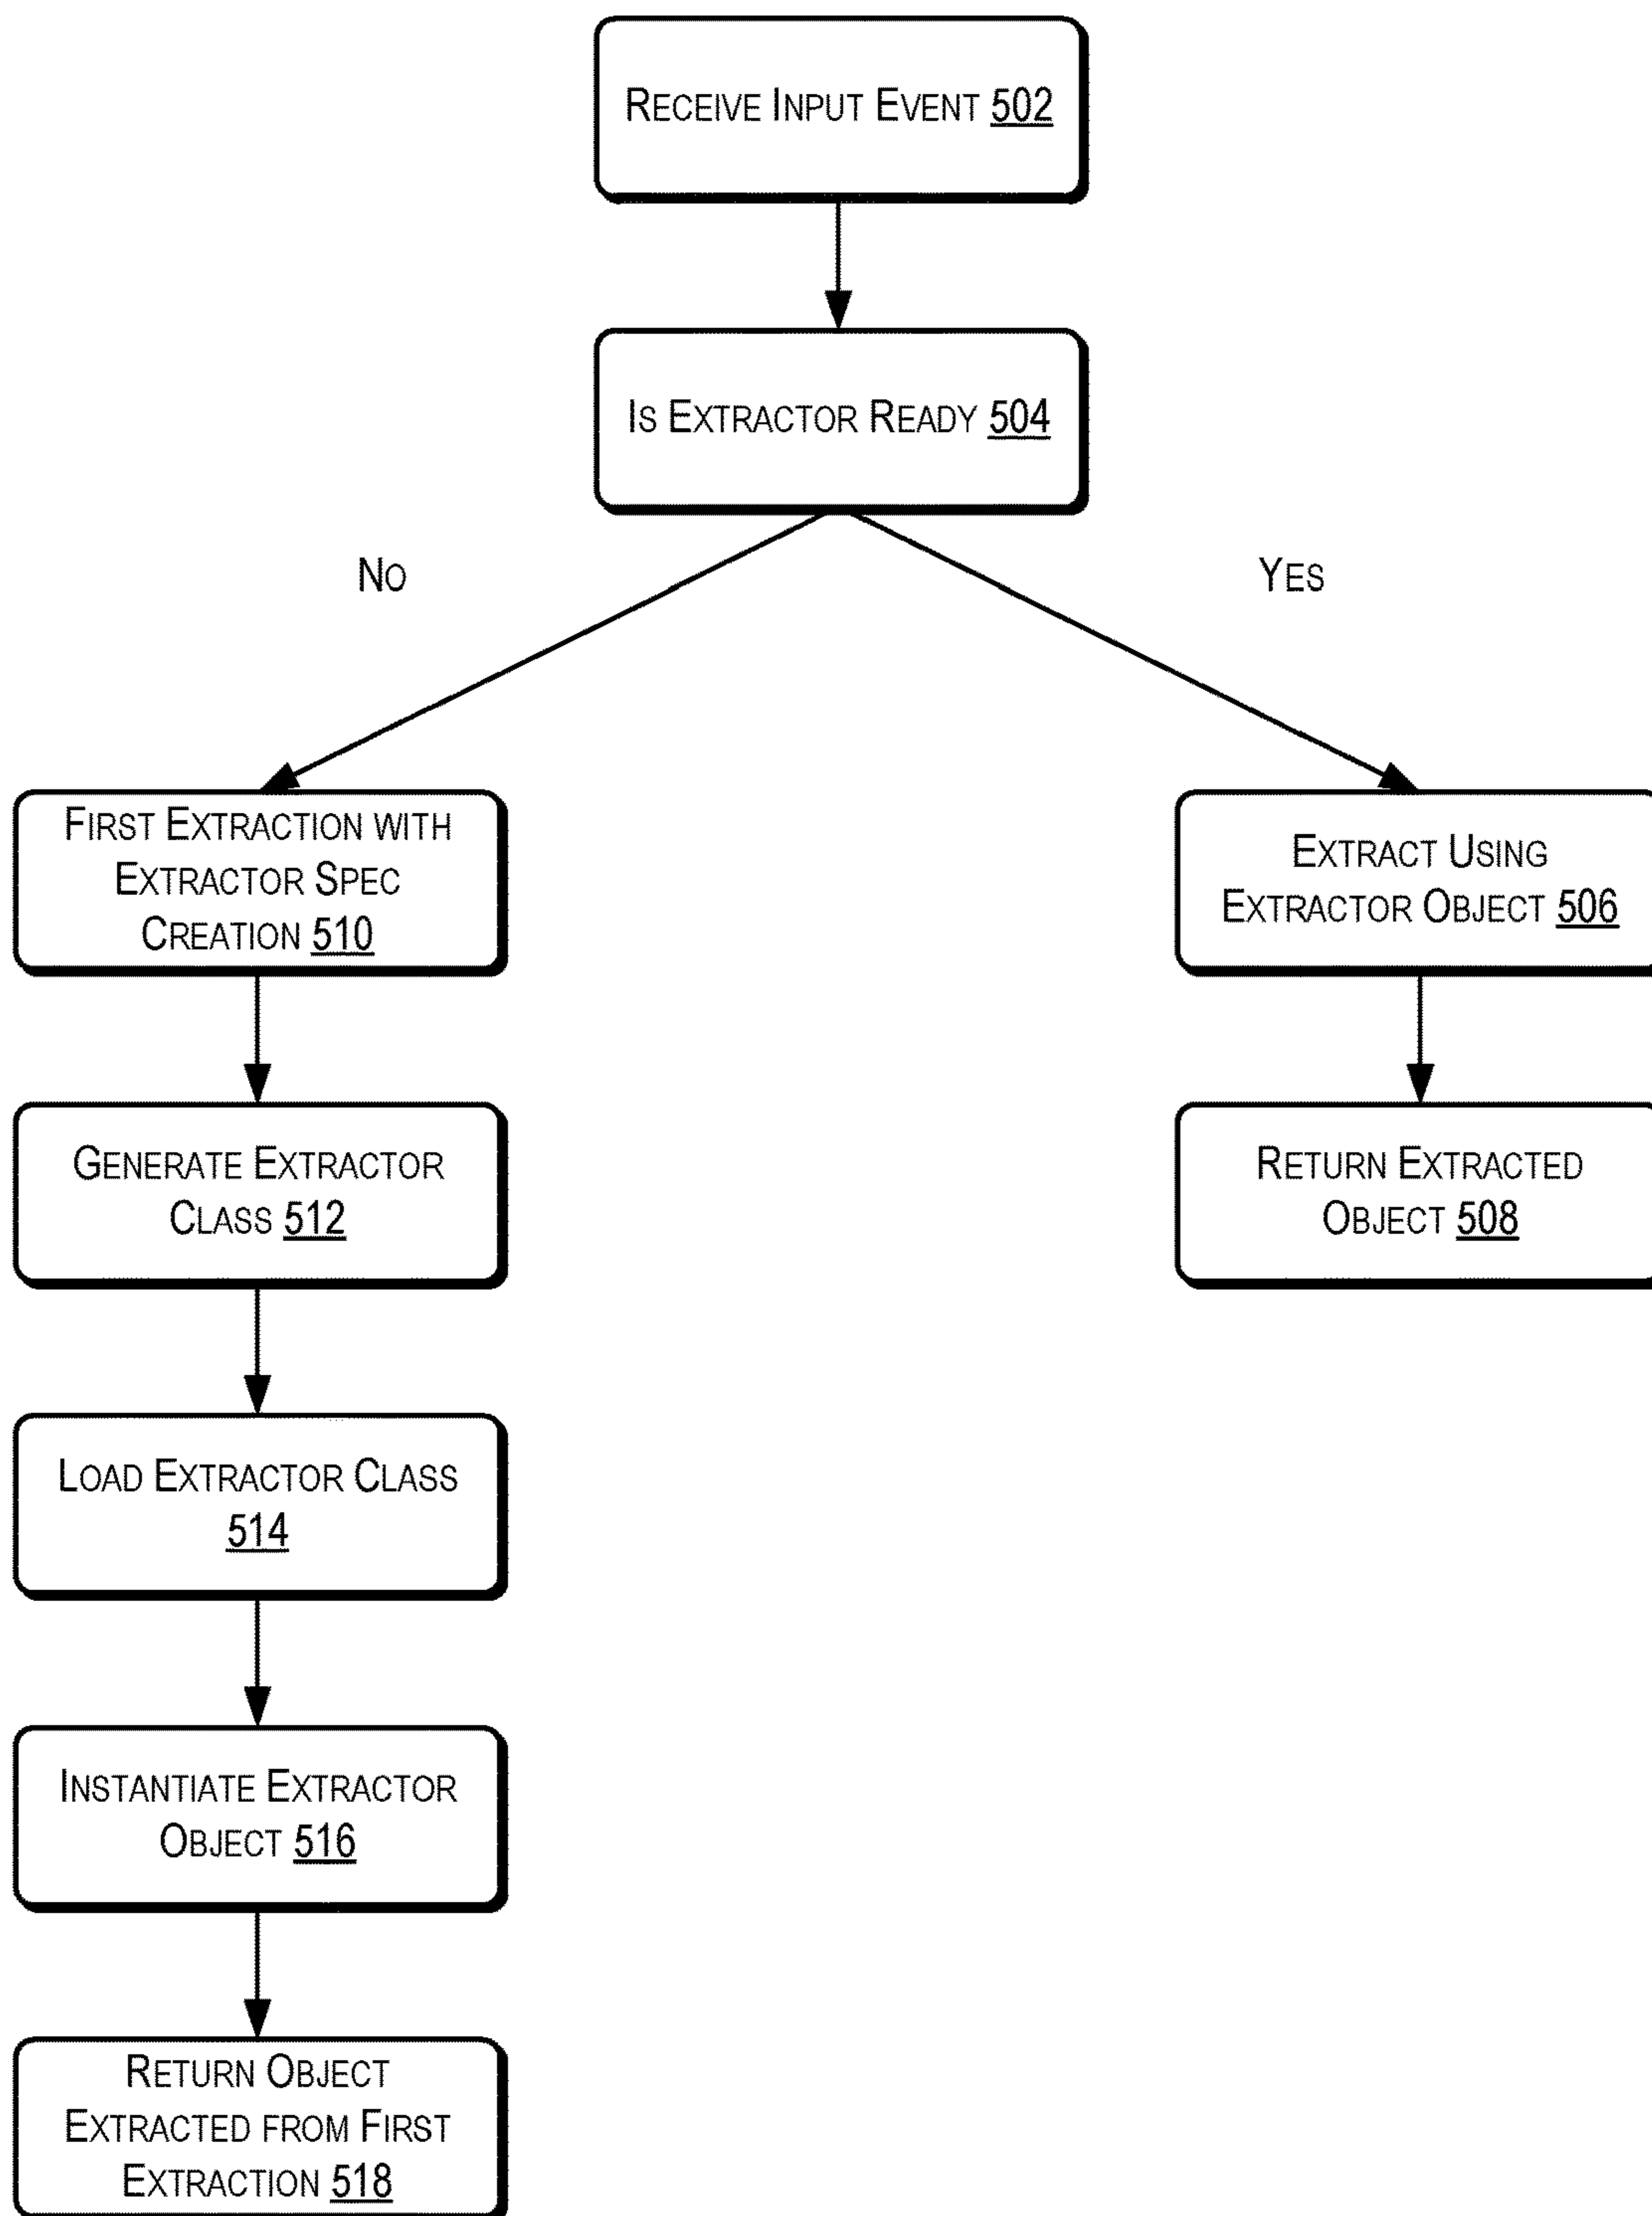 RECEIVE INPUT EVENT 502
IS EXTRACTOR READY 504
NO
YES
FIRST EXTRACTION WITH
EXTRACTOR SPEC
CREATION 510
EXTRACT USING
EXTRACTOR OBJECT 506
GENERATE EXTRACTOR
CLASS 512
RETURN EXTRACTED
OBJECT 508
LOAD EXTRACTOR CLASS
514
INSTANTIATE EXTRACTOR
OBJECT 516
RETURN OBJECT
EXTRACTED FROM FIRST
EXTRACTION 518